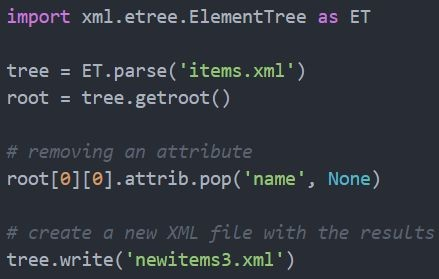 import xml.etree.ElementTree as ET
tree = ET.parse('items.xml')
root = tree.getroot()
# removing an attribute
root[0][0].attrib.pop('name', None)
# create a new XML file with the results
tree.write('newitems3.xml')